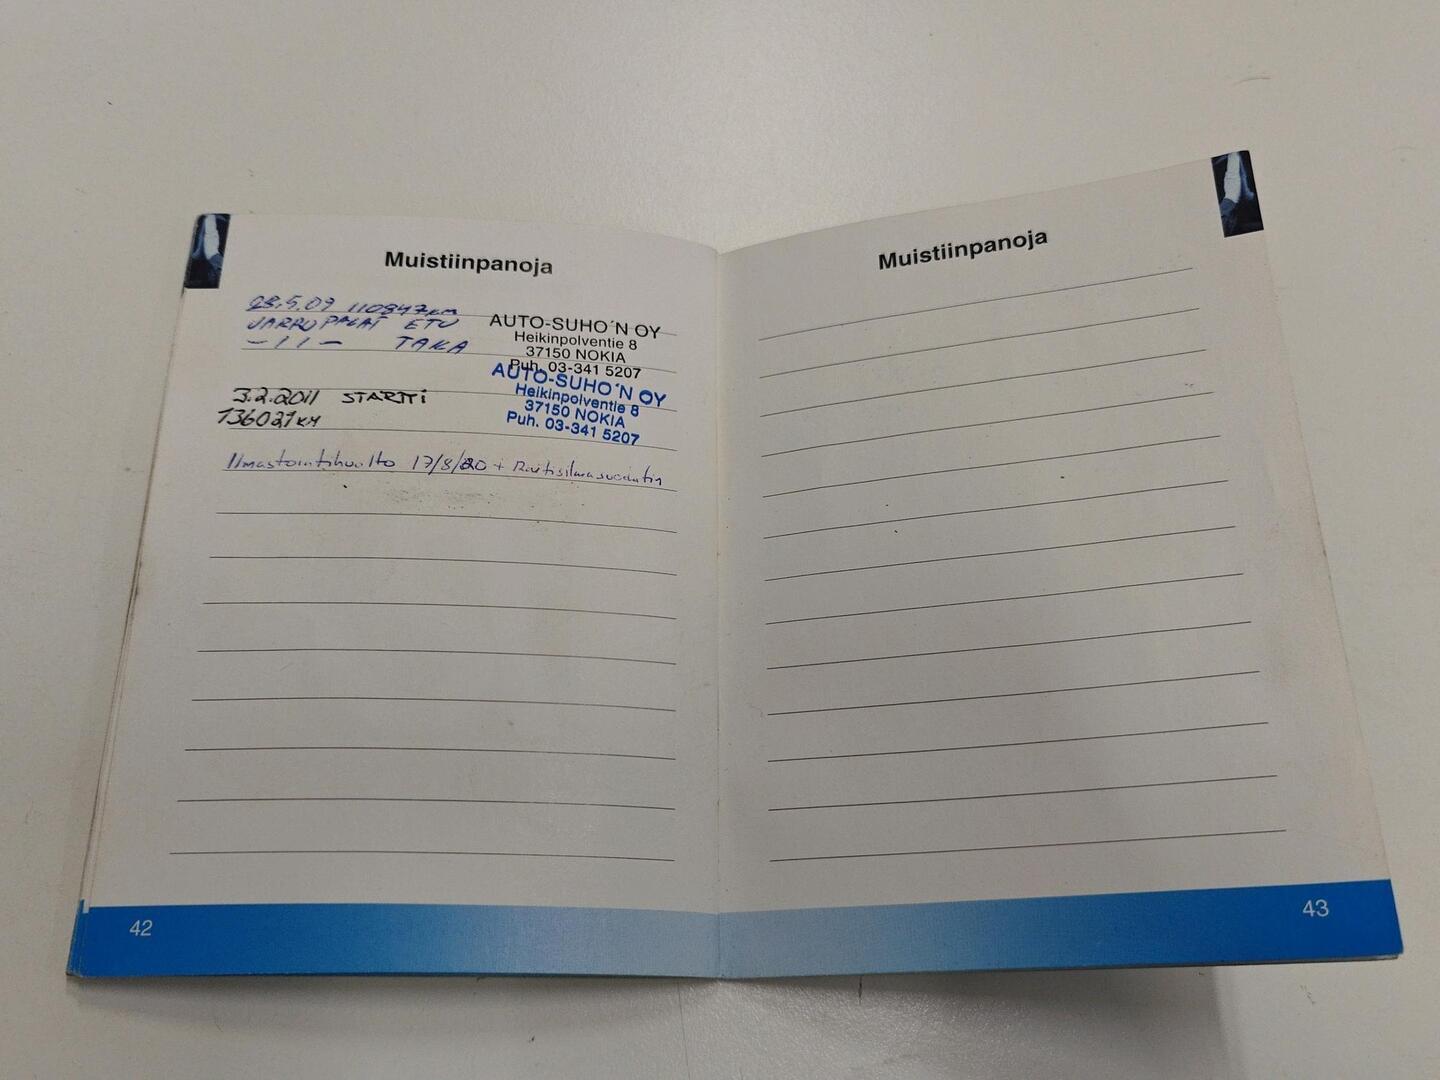 Muistiinpanoja
28.5.09 110847km
JARRUPALAT ETU
-11- TAKA
AUTO-SUHO´N OY
Heikinpolventie 8
37150 NOKIA
Puh. 03-341 5207
AUTO-SUHO´N OY
Heikinpolventie 8
37150 NOKIA
Puh. 03-341 5207
3.2.2011 STARTTI
136021KM
Ilmastointihuolto 17/8/20 + Raitisilmasuodatin
42
Muistiinpanoja
43